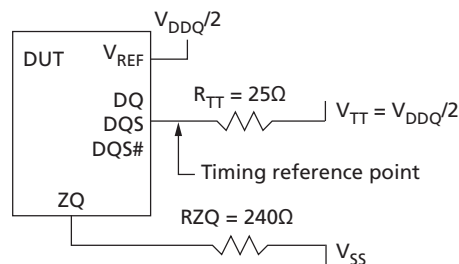 VDDQ/2
DUT
VREF
DQ
DQS
DQS#
ZQ
RTT = 25Ω
VTT = VDDQ/2
Timing reference point
RZQ = 240Ω
VSS